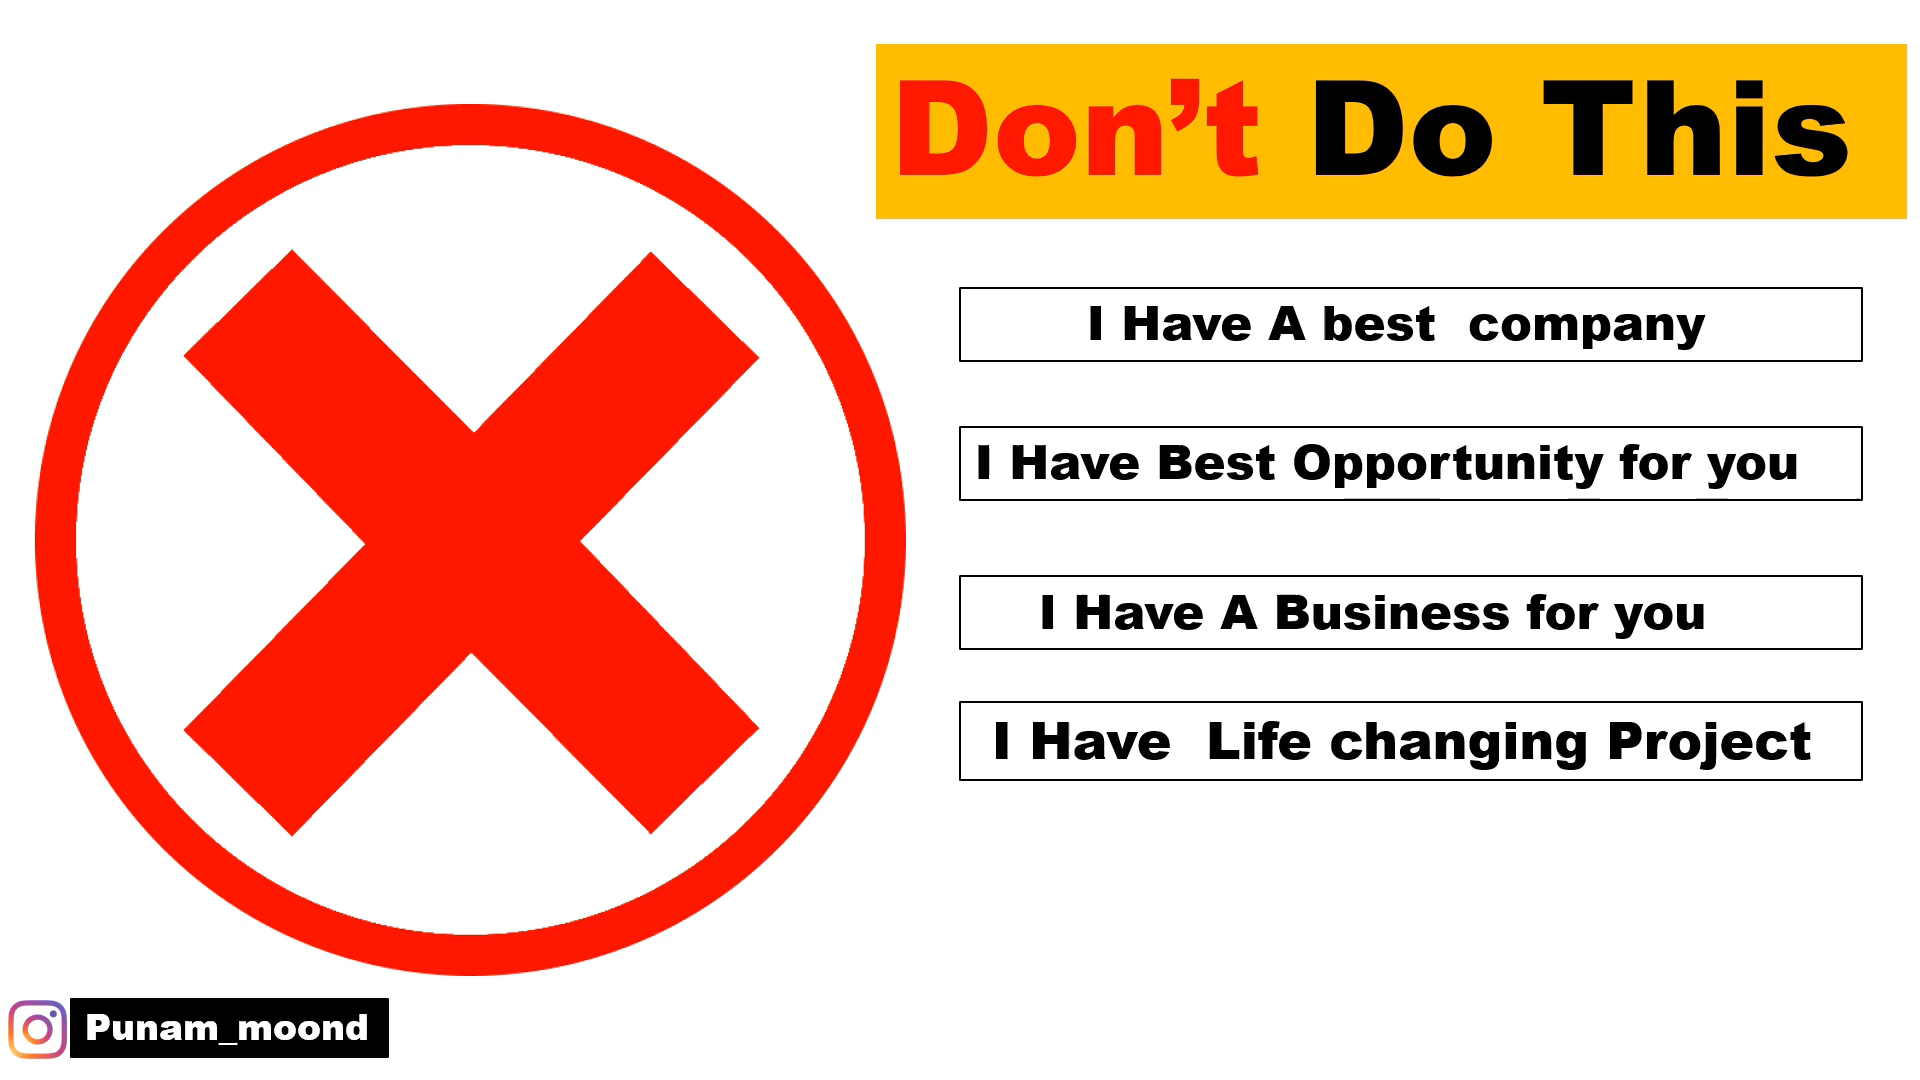 Don’t Do This
I Have A best company
I Have Best Opportunity for you
I Have A Business for you
I Have Life changing Project
Punam_moond